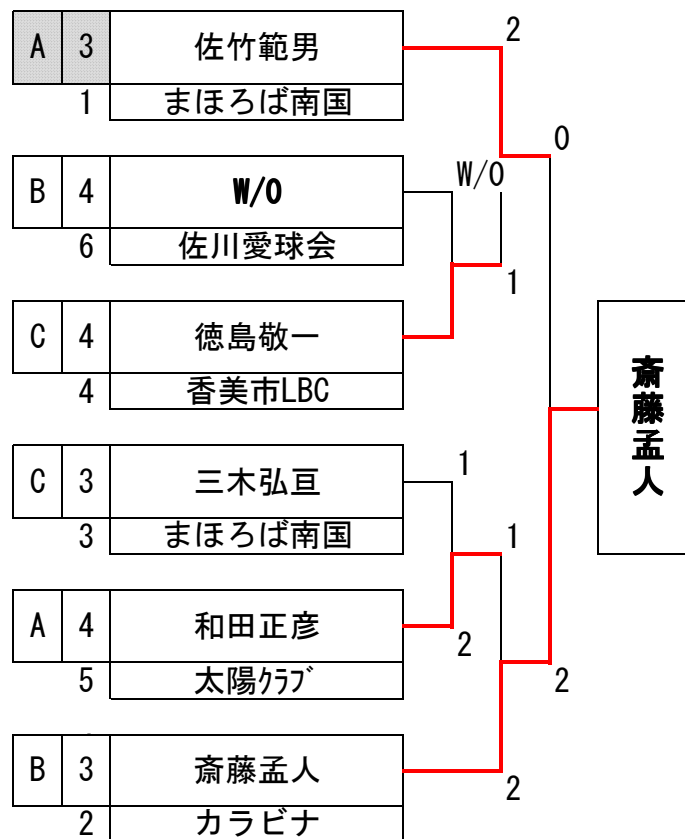 2
A 3 佐竹範男
1 まほろば南国
0
W/O
B 4 W/O
6 佐川愛球会
1
C 4 徳島敬一
4 香美市LBC
斎藤孟人
C 3 三木弘亘
1
3 まほろば南国
1
A 4 和田正彦
2
5 太陽ｸﾗﾌﾞ
2
B 3 斎藤孟人
2
2 カラビナ